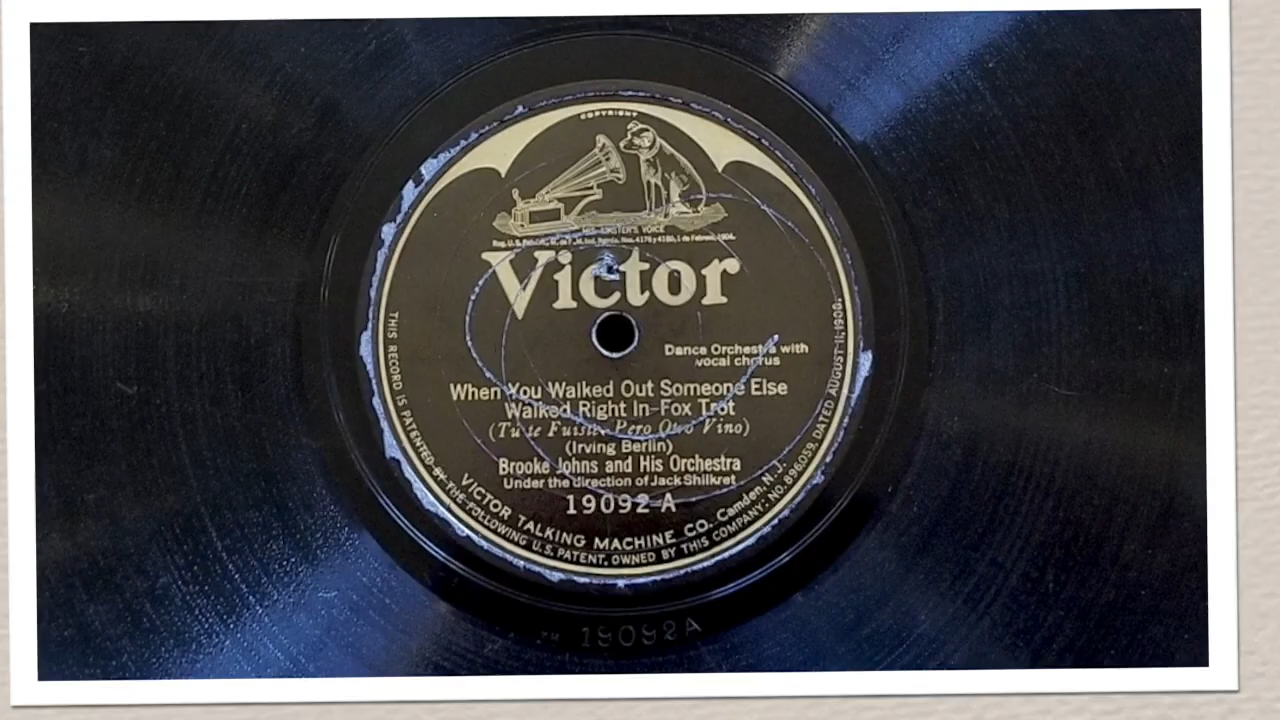 COPYRIGHT
HIS MASTER'S VOICE
Victor
Dance Orchestra with
vocal chorus
When You Walked Out Someone Else
Walked Right In-Fox Trot
(Tu te Fuiste Pero Otro Vino)
(Irving Berlin)
Brooke Johns and His Orchestra
Under the direction of Jack Shilkret
19092-A
VICTOR TALKING MACHINE CO. Camden, N.J.
THIS RECORD IS PATENTED BY THE FOLLOWING U.S. PATENT, OWNED BY THIS COMPANY: NO. 896,059, DATED AUGUST 11, 1908.
19092A